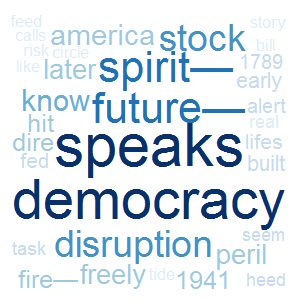 feed story
calls america stock bill
risk circle spirit— 1789
like later early
know future— alert
hit real
dire speaks lifes
fed built
democracy
task disruption seem
peril
fire— freely tide 1941 heed